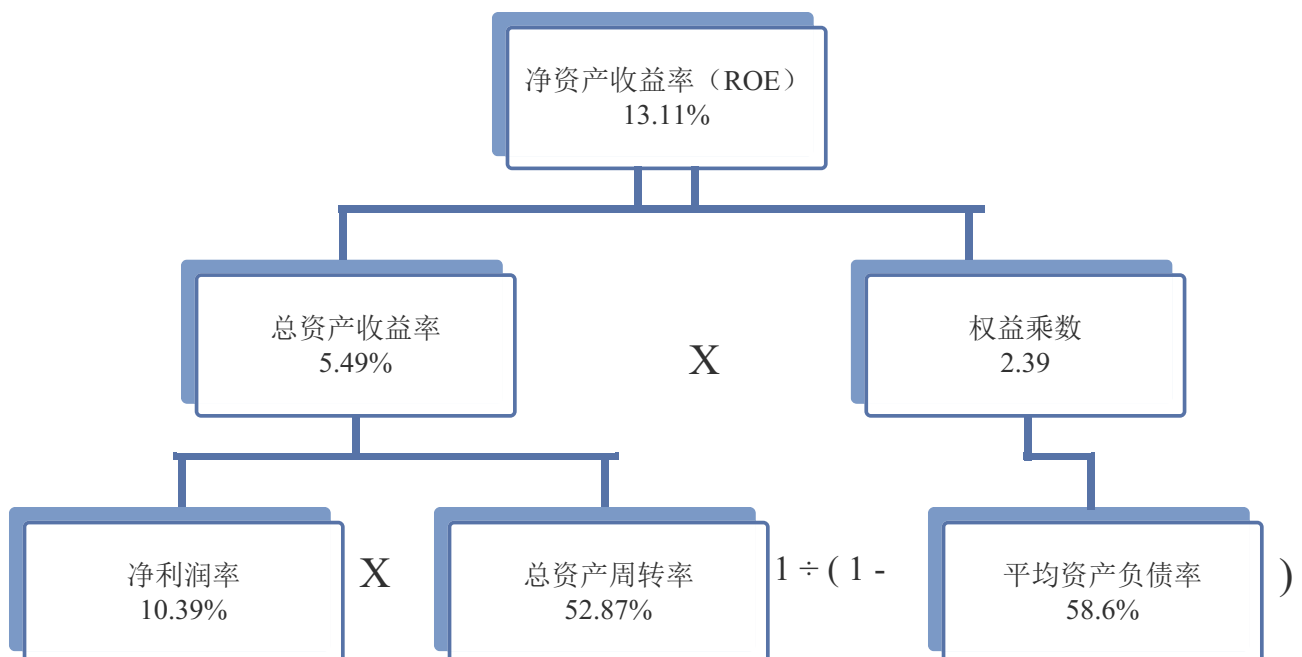 净资产收益率（ROE）
13.11%
总资产收益率
5.49%
X
权益乘数
2.39
净利润率
10.39%
X
总资产周转率
52.87%
1 ÷ ( 1 -
平均资产负债率
58.6%
)